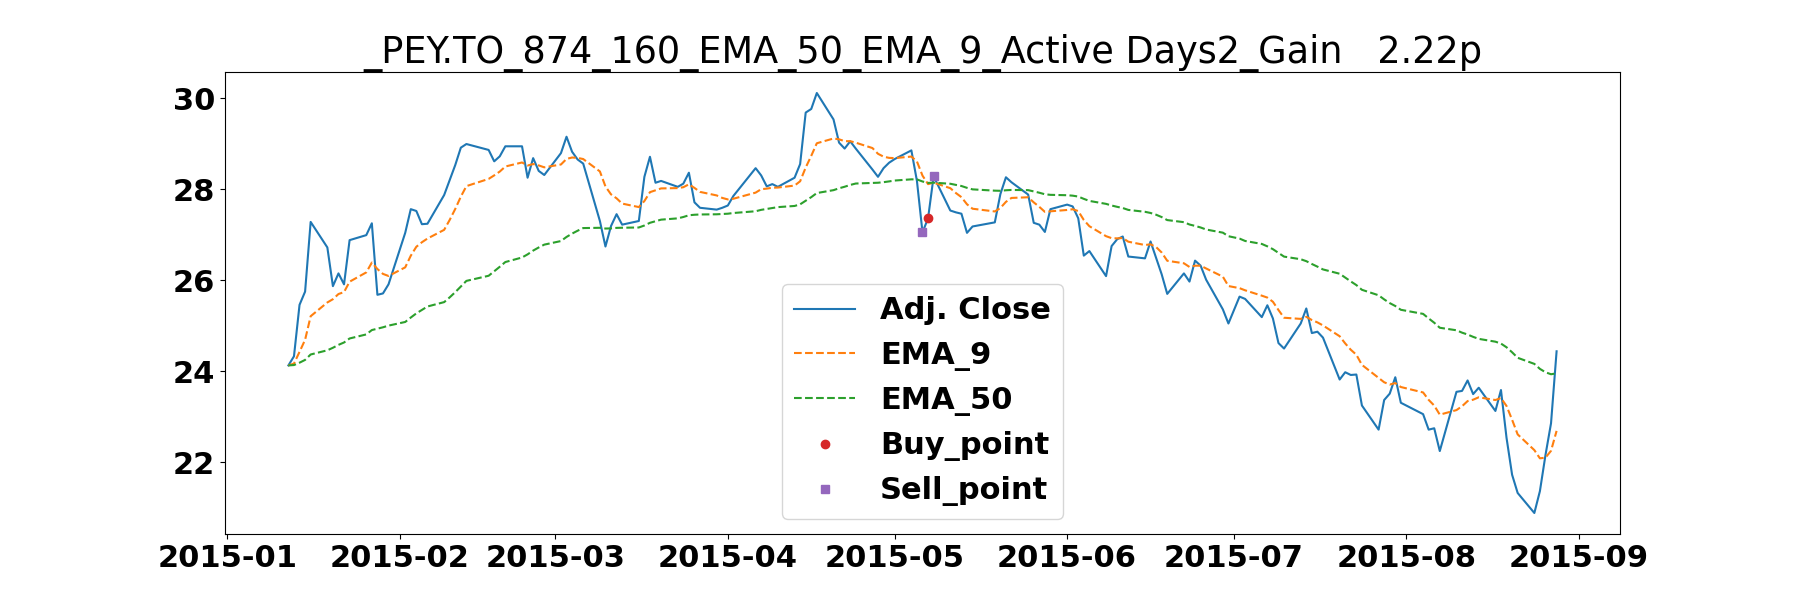 _PEY.TO_874_160_EMA_50_EMA_9_Active Days2_Gain   2.22p
30
28
26
24
22
Adj. Close
EMA_9
EMA_50
Buy_point
Sell_point
2015-01 2015-02 2015-03 2015-04 2015-05 2015-06 2015-07 2015-08 2015-09